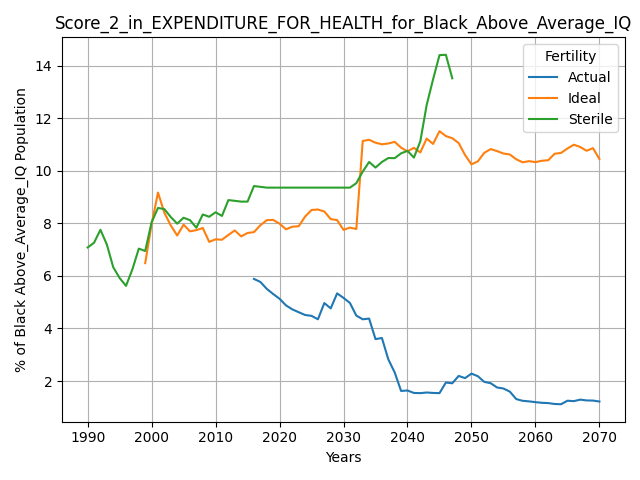 Score_2_in_EXPENDITURE_FOR_HEALTH_for_Black_Above_Average_IQ
% of Black Above_Average_IQ Population
14
12
10
8
6
4
2
Fertility
Actual
Ideal
Sterile
1990 2000 2010 2020 2030 2040 2050 2060 2070
Years